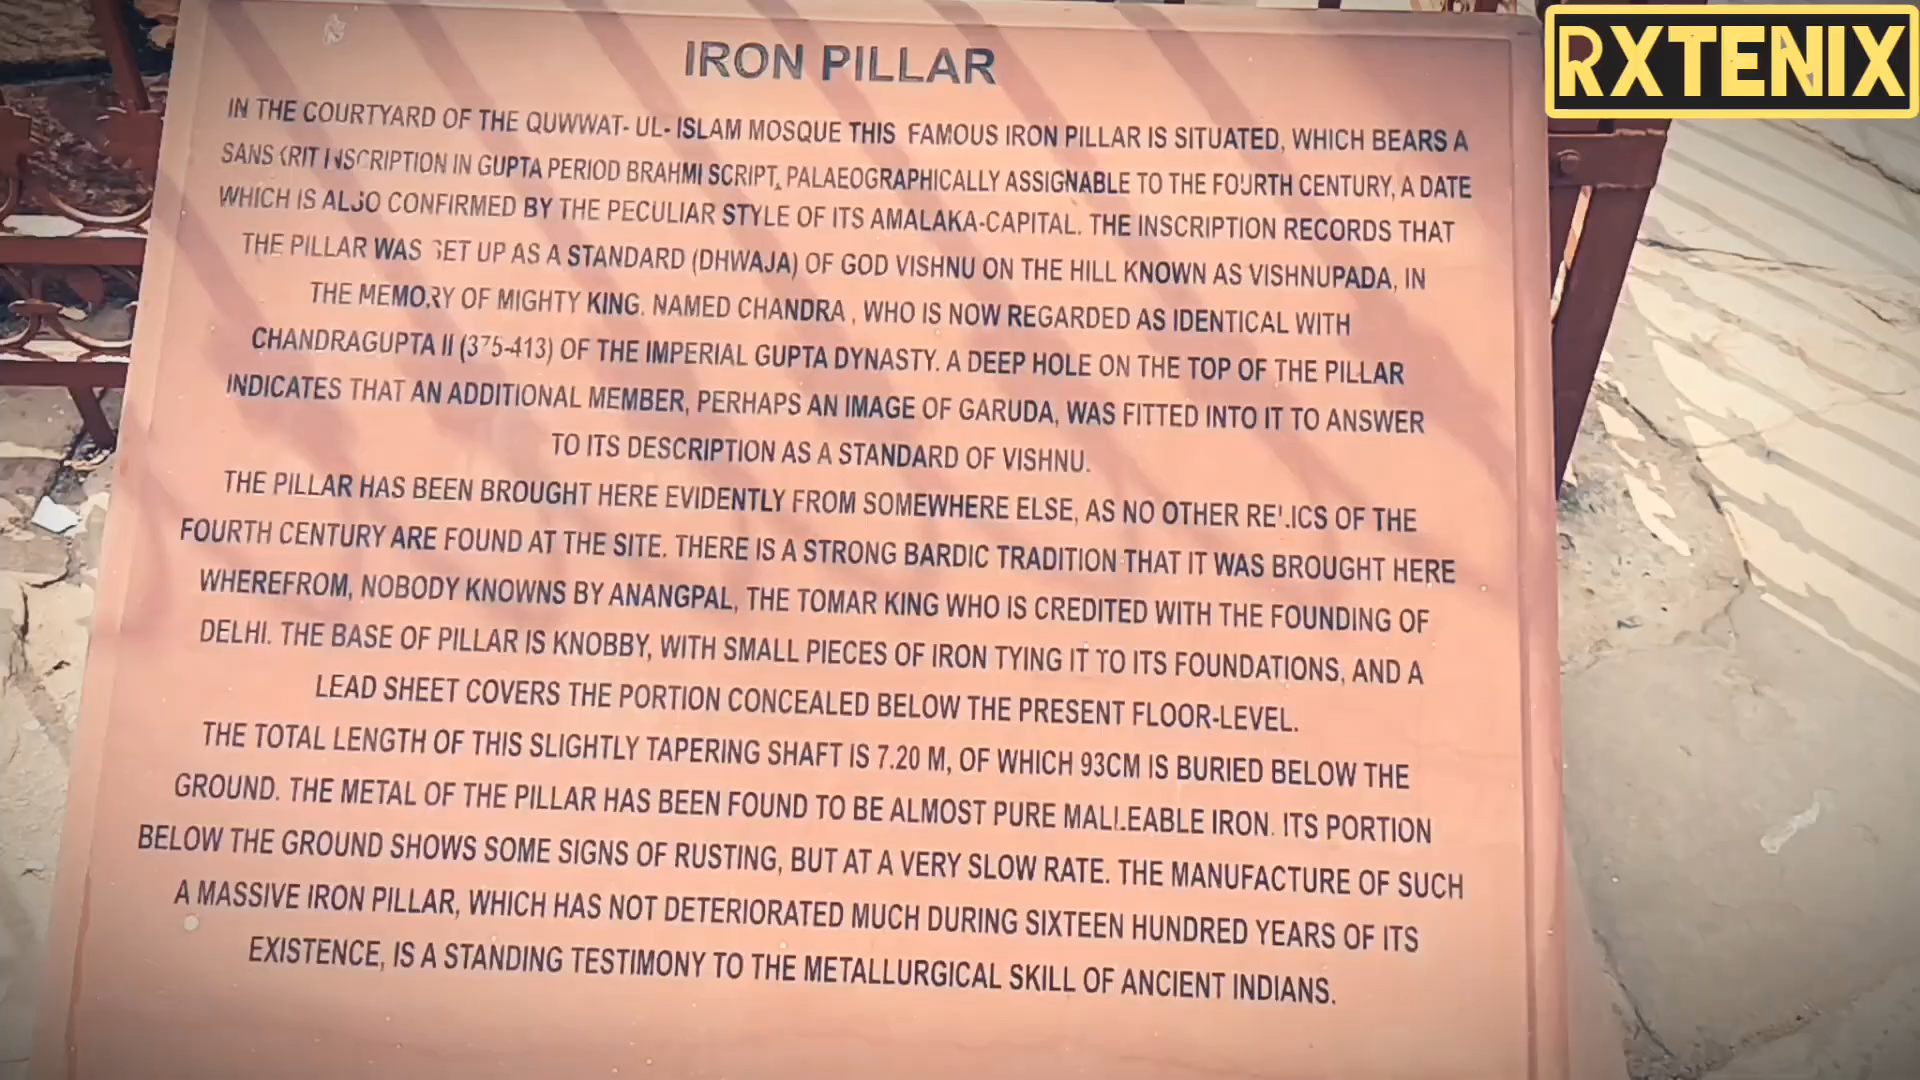 RXTENIX
IRON PILLAR
IN THE COURTYARD OF THE QUWWAT- UL- ISLAM MOSQUE THIS FAMOUS IRON PILLAR IS SITUATED, WHICH BEARS A
SANSKRIT INSCRIPTION IN GUPTA PERIOD BRAHMI SCRIPT, PALAEOGRAPHICALLY ASSIGNABLE TO THE FOURTH CENTURY, A DATE
WHICH IS ALSO CONFIRMED BY THE PECULIAR STYLE OF ITS AMALAKA-CAPITAL. THE INSCRIPTION RECORDS THAT
THE PILLAR WAS SET UP AS A STANDARD (DHWAJA) OF GOD VISHNU ON THE HILL KNOWN AS VISHNUPADA, IN
THE MEMORY OF MIGHTY KING. NAMED CHANDRA , WHO IS NOW REGARDED AS IDENTICAL WITH
CHANDRAGUPTA II (375-413) OF THE IMPERIAL GUPTA DYNASTY. A DEEP HOLE ON THE TOP OF THE PILLAR
INDICATES THAT AN ADDITIONAL MEMBER, PERHAPS AN IMAGE OF GARUDA, WAS FITTED INTO IT TO ANSWER
TO ITS DESCRIPTION AS A STANDARD OF VISHNU.
THE PILLAR HAS BEEN BROUGHT HERE EVIDENTLY FROM SOMEWHERE ELSE, AS NO OTHER RELICS OF THE
FOURTH CENTURY ARE FOUND AT THE SITE. THERE IS A STRONG BARDIC TRADITION THAT IT WAS BROUGHT HERE
WHEREFROM, NOBODY KNOWNS BY ANANGPAL, THE TOMAR KING WHO IS CREDITED WITH THE FOUNDING OF
DELHI. THE BASE OF PILLAR IS KNOBBY, WITH SMALL PIECES OF IRON TYING IT TO ITS FOUNDATIONS, AND A
LEAD SHEET COVERS THE PORTION CONCEALED BELOW THE PRESENT FLOOR-LEVEL.
THE TOTAL LENGTH OF THIS SLIGHTLY TAPERING SHAFT IS 7.20 M, OF WHICH 93CM IS BURIED BELOW THE
GROUND. THE METAL OF THE PILLAR HAS BEEN FOUND TO BE ALMOST PURE MALLEABLE IRON. ITS PORTION
BELOW THE GROUND SHOWS SOME SIGNS OF RUSTING, BUT AT A VERY SLOW RATE. THE MANUFACTURE OF SUCH
A MASSIVE IRON PILLAR, WHICH HAS NOT DETERIORATED MUCH DURING SIXTEEN HUNDRED YEARS OF ITS
EXISTENCE, IS A STANDING TESTIMONY TO THE METALLURGICAL SKILL OF ANCIENT INDIANS.